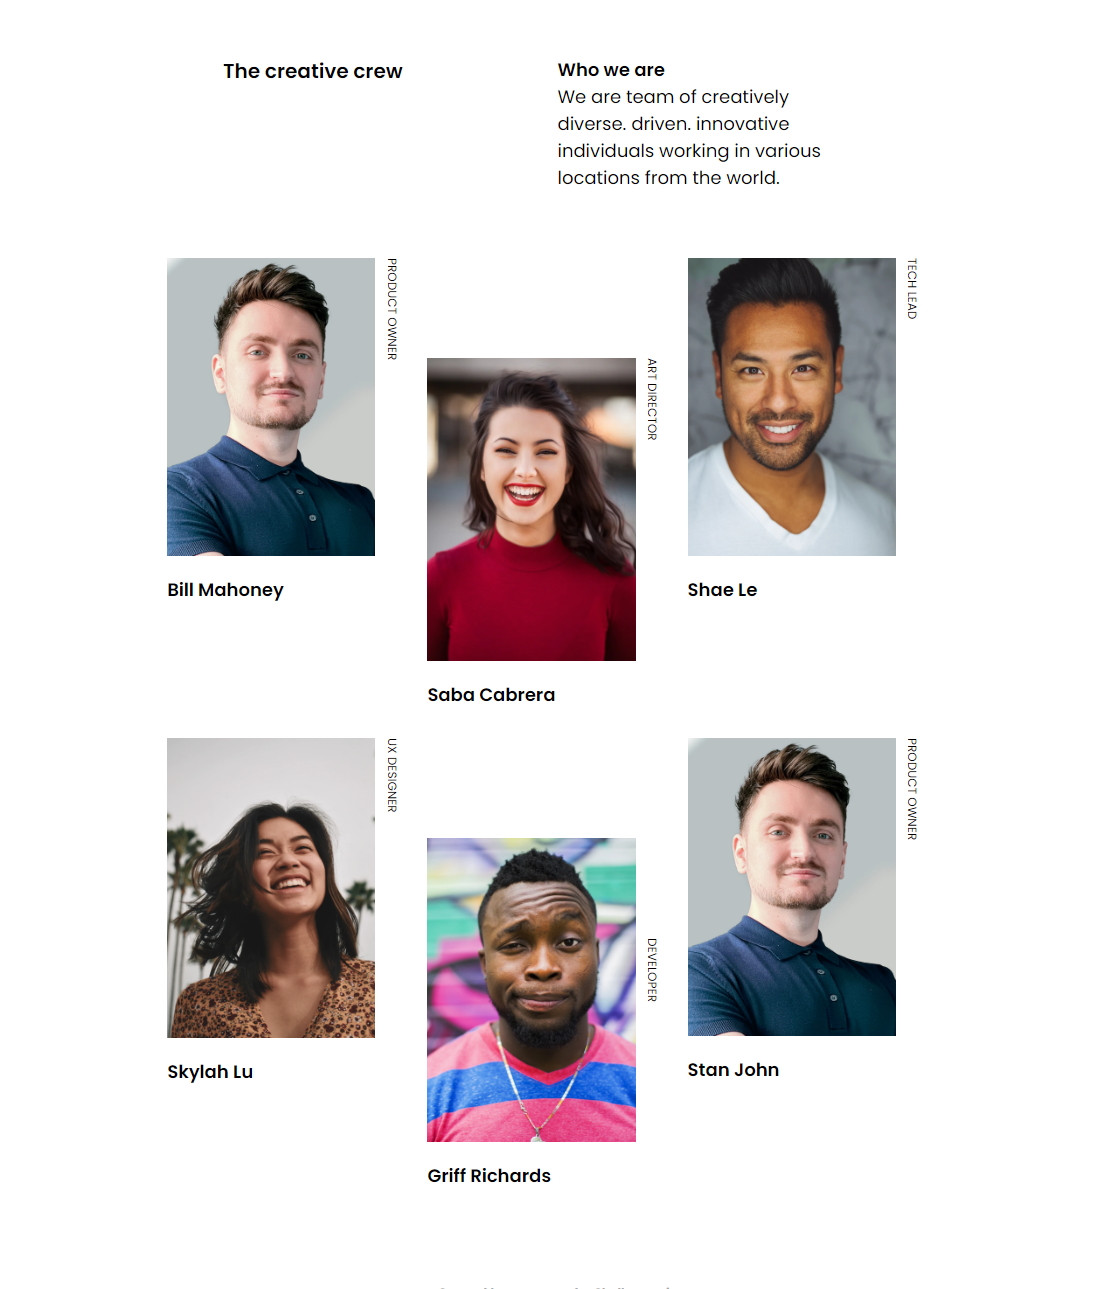 The creative crew
Who we are
We are team of creatively
diverse. driven. innovative
individuals working in various
locations from the world.
PRODUCT OWNER
Bill Mahoney
ART DIRECTOR
Saba Cabrera
TECH LEAD
Shae Le
UX DESIGNER
Skylah Lu
DEVELOPER
Griff Richards
PRODUCT OWNER
Stan John